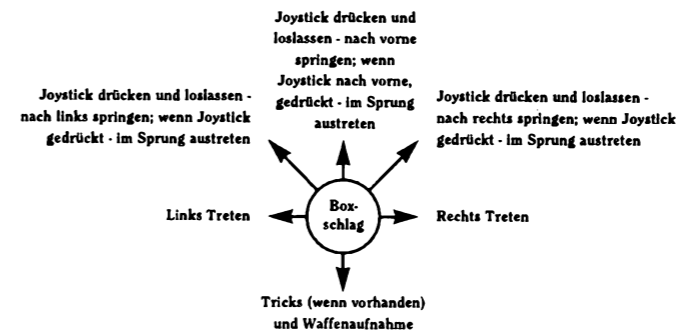 Joystick drücken und
loslassen - nach vorne
springen; wenn
Joystick nach vorne,
gedrückt - im Sprung
austreten
Joystick drücken und loslassen -
nach links springen; wenn Joystick
gedrückt - im Sprung austreten
Joystick drücken und loslassen -
nach rechts springen; wenn Joystick
gedrückt - im Sprung austreten
Links Treten
Box-
schlag
Rechts Treten
Tricks (wenn vorhanden)
und Waffenaufnahme